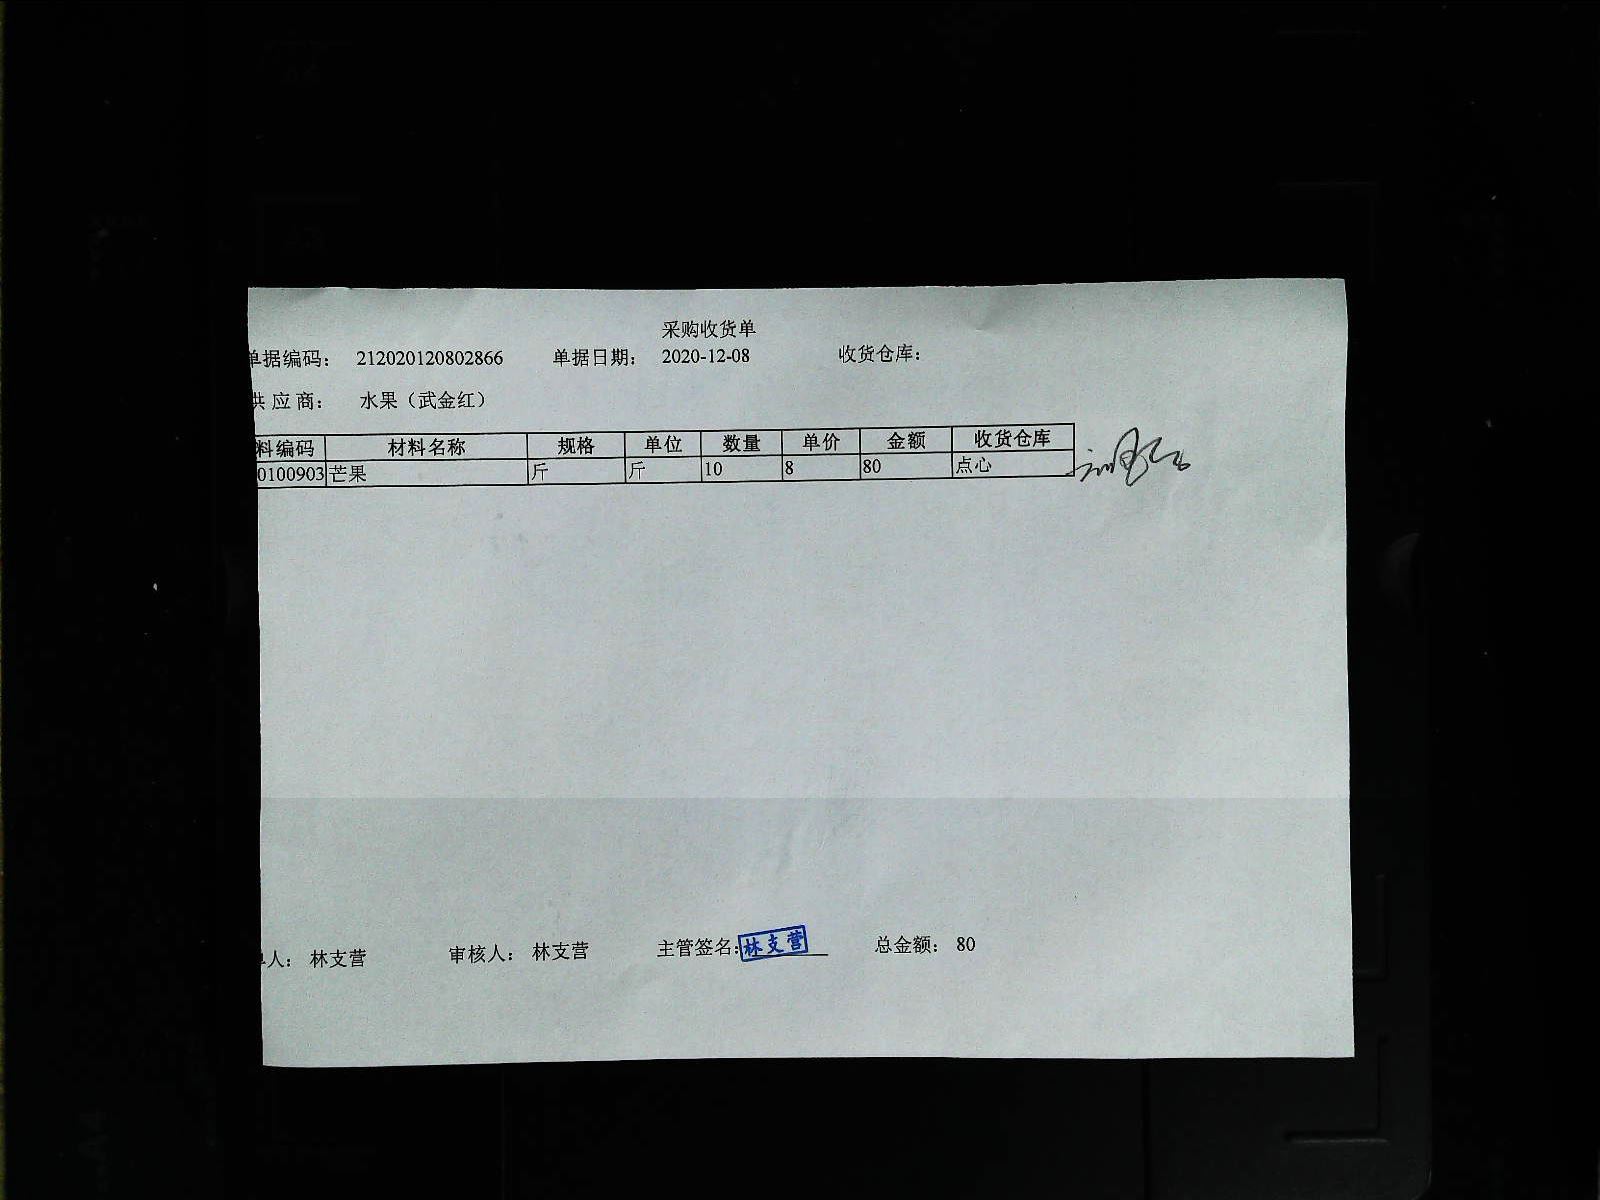 采购收货单
单据编码： 212020120802866 单据日期： 2020-12-08 收货仓库：
供应商： 水果（武金红）
料编码 材料名称 规格 单位 数量 单价 金额 收货仓库
0100903 芒果 斤 斤 10 8 80 点心
单人： 林支营 审核人： 林支营 主管签名： 林支营 总金额： 80